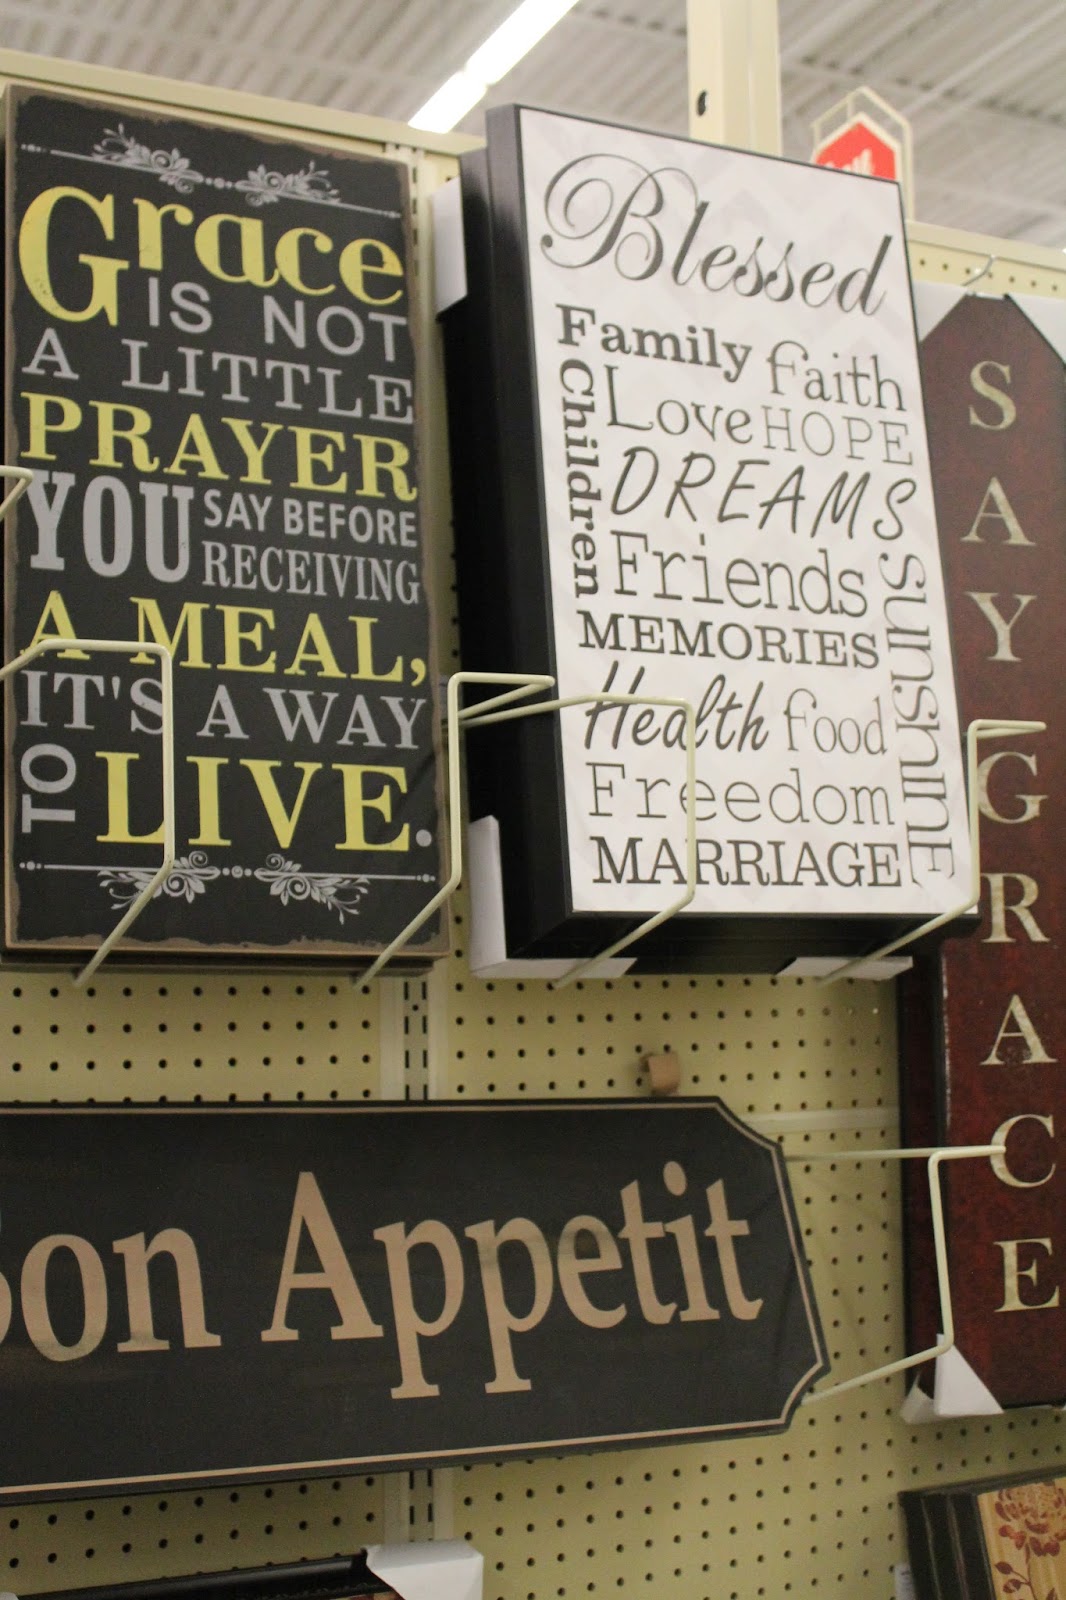 Grace
IS NOT
A LITTLE
PRAYER
YOU SAY BEFORE
RECEIVING
A MEAL,
IT'S A WAY
TO LIVE.
Blessed
Family Faith
Children
Love HOPE
DREAMS
Friends
SUNSHINE
MEMORIES
Health Food
Freedom
MARRIAGE
SAY GRACE
Bon Appetit